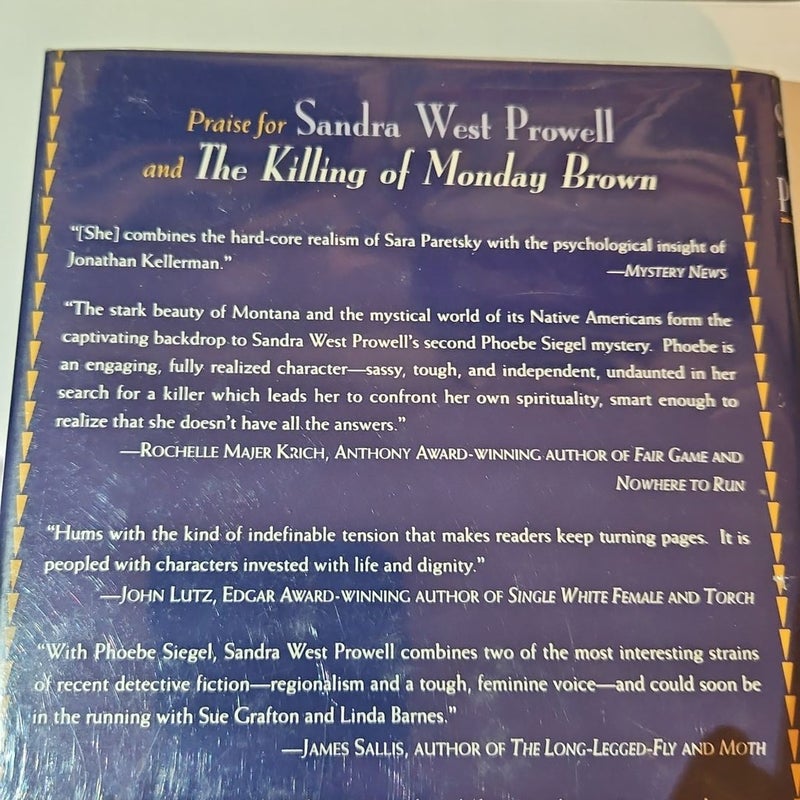 Praise for Sandra West Prowell
and The Killing of Monday Brown
“[She] combines the hard-core realism of Sara Paretsky with the psychological insight of
Jonathan Kellerman.”
—MYSTERY NEWS
“The stark beauty of Montana and the mystical world of its Native Americans form the
captivating backdrop to Sandra West Prowell’s second Phoebe Siegel mystery. Phoebe is
an engaging, fully realized character—sassy, tough, and independent, undaunted in her
search for a killer which leads her to confront her own spirituality, smart enough to
realize that she doesn’t have all the answers.”
—ROCHELLE MAJER KRICH, ANTHONY AWARD-WINNING AUTHOR OF FAIR GAME AND
NOWHERE TO RUN
“Hums with the kind of indefinable tension that makes readers keep turning pages. It is
peopled with characters invested with life and dignity.”
—JOHN LUTZ, EDGAR AWARD-WINNING AUTHOR OF SINGLE WHITE FEMALE AND TORCH
“With Phoebe Siegel, Sandra West Prowell combines two of the most interesting strains
of recent detective fiction—regionalism and a tough, feminine voice—and could soon be
in the running with Sue Grafton and Linda Barnes.”
—JAMES SALLIS, AUTHOR OF THE LONG-LEGGED-FLY AND MOTH